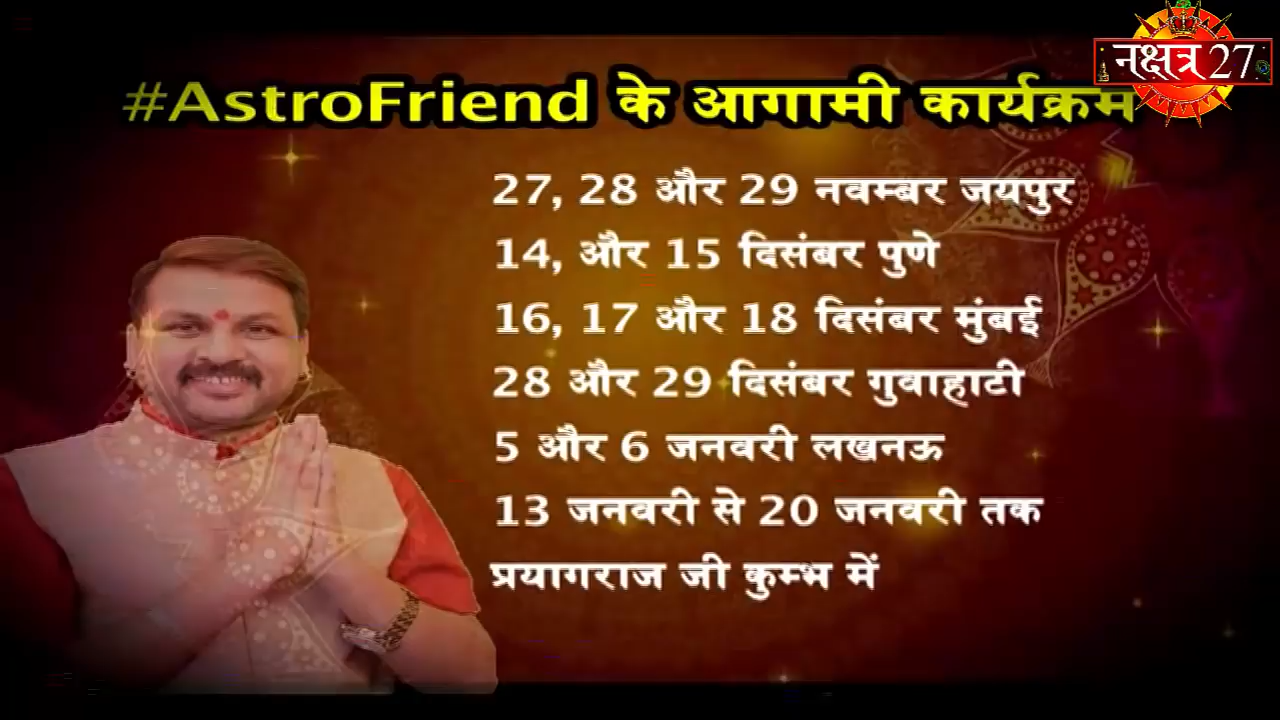 नक्षत्र 27
#AstroFriend के आगामी कार्यक्रम
27, 28 और 29 नवम्बर जयपुर
14, और 15 दिसंबर पुणे
16, 17 और 18 दिसंबर मुंबई
28 और 29 दिसंबर गुवाहाटी
5 और 6 जनवरी लखनऊ
13 जनवरी से 20 जनवरी तक
प्रयागराज जी कुम्भ में